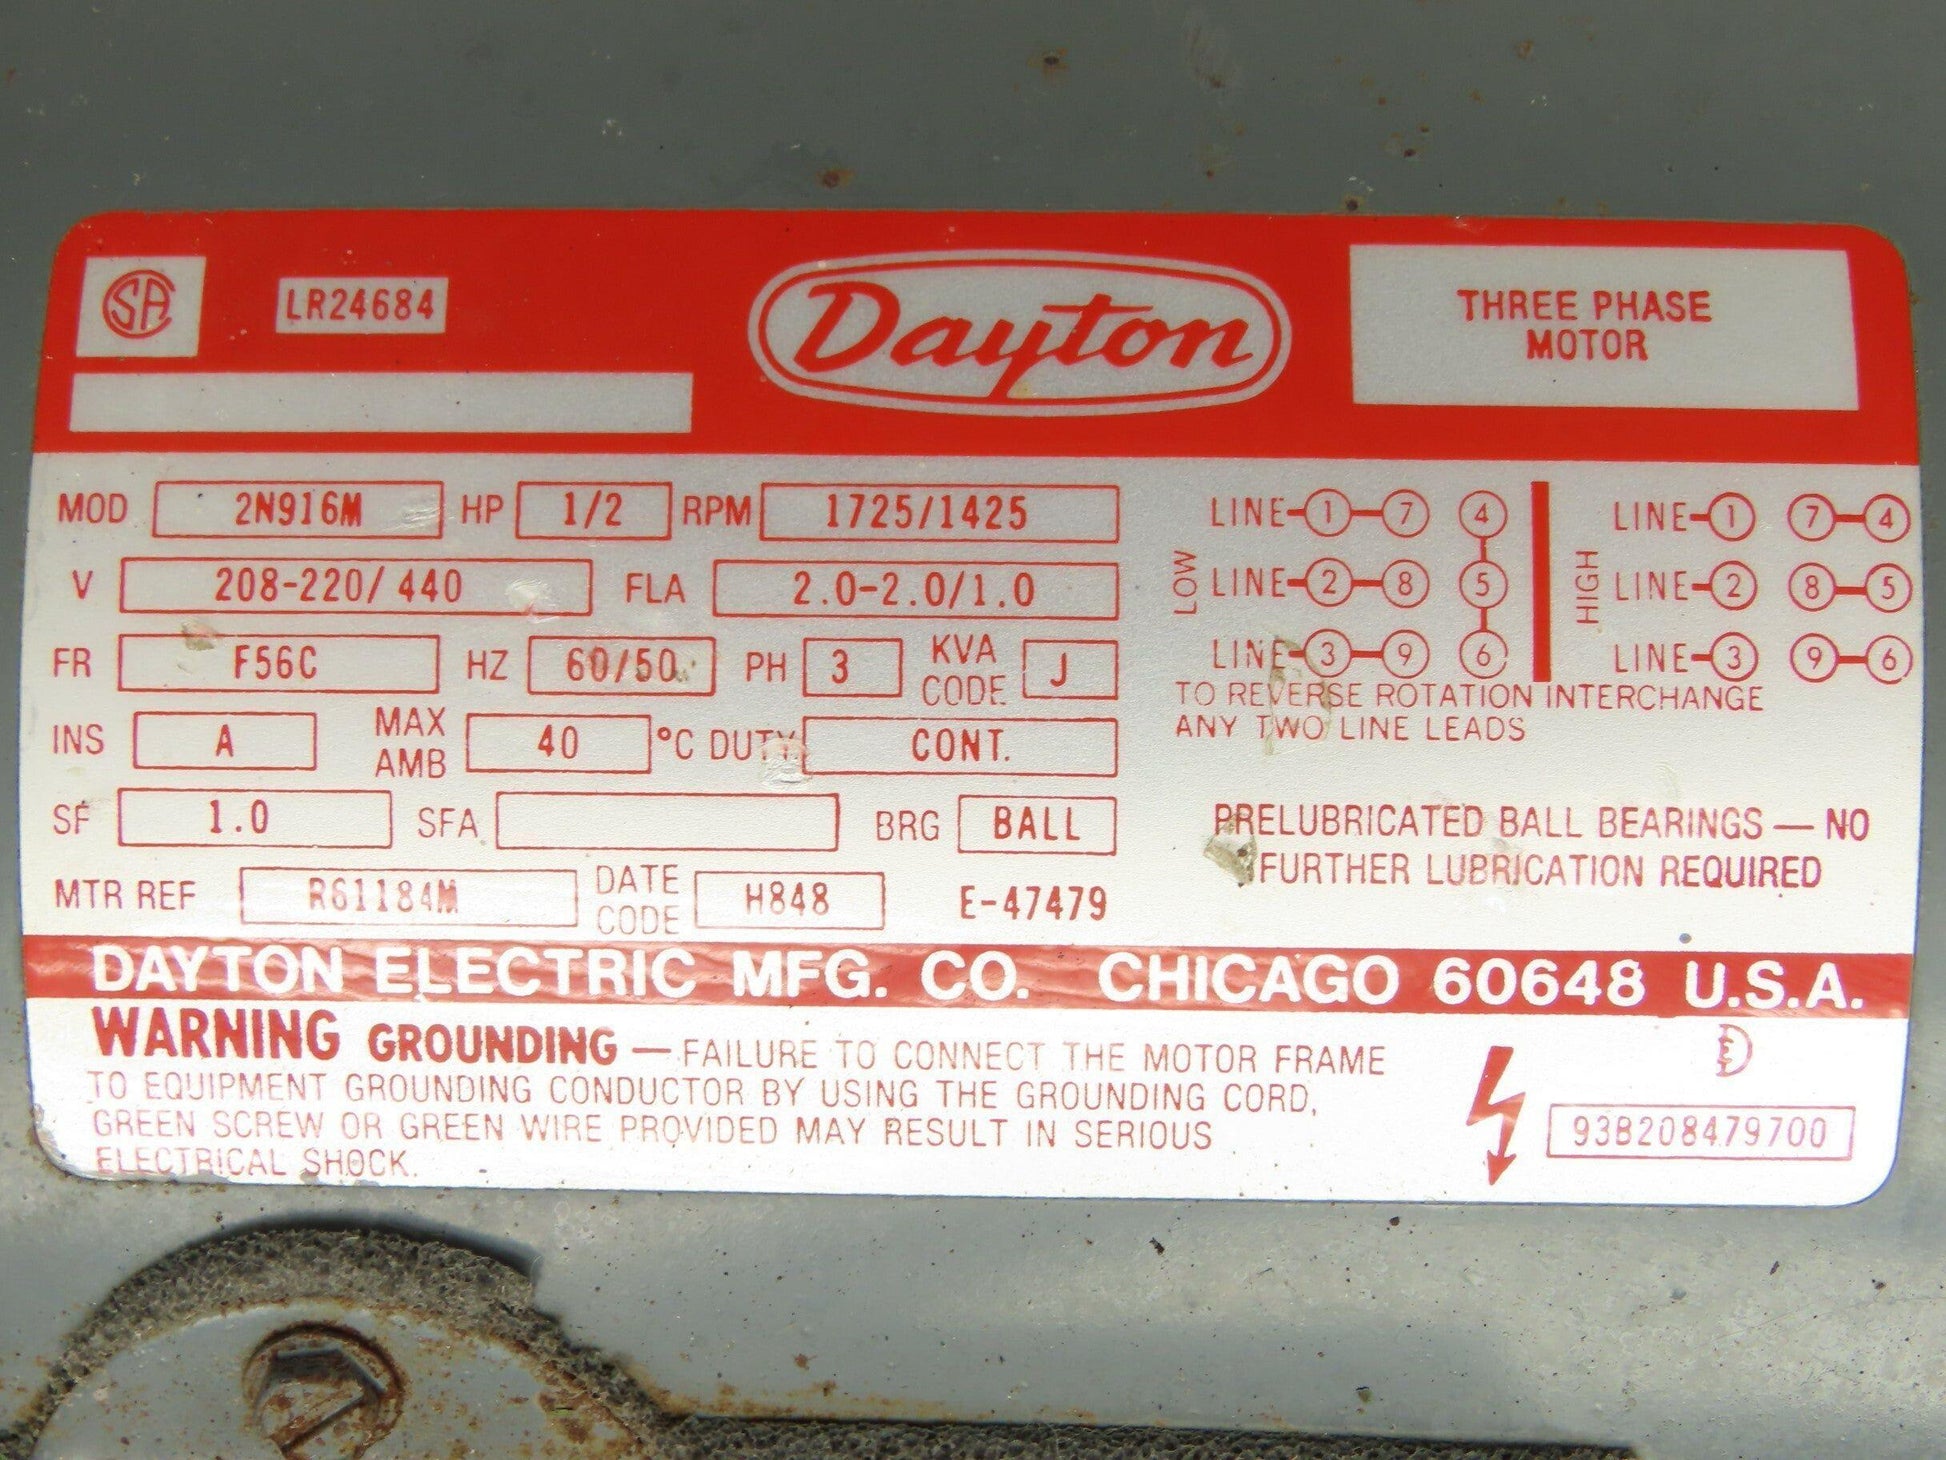 SA
LR24684
Dayton
THREE PHASE
MOTOR
MOD 2N916M HP 1/2 RPM 1725/1425
V 208-220/440 FLA 2.0-2.0/1.0
FR F56C HZ 60/50 PH 3 KVA CODE J
INS A MAX AMB 40 °C DUTY CONT.
SF 1.0 SFA BRG BALL
MTR REF R61184M DATE CODE H848 E-47479
LOW
LINE 1 7 4
LINE 2 8 5
LINE 3 9 6
HIGH
LINE 1 7 4
LINE 2 8 5
LINE 3 9 6
TO REVERSE ROTATION INTERCHANGE
ANY TWO LINE LEADS
PRELUBRICATED BALL BEARINGS — NO
FURTHER LUBRICATION REQUIRED
DAYTON ELECTRIC MFG. CO. CHICAGO 60648 U.S.A.
WARNING GROUNDING — FAILURE TO CONNECT THE MOTOR FRAME
TO EQUIPMENT GROUNDING CONDUCTOR BY USING THE GROUNDING CORD,
GREEN SCREW OR GREEN WIRE PROVIDED MAY RESULT IN SERIOUS
ELECTRICAL SHOCK.
93B208479700